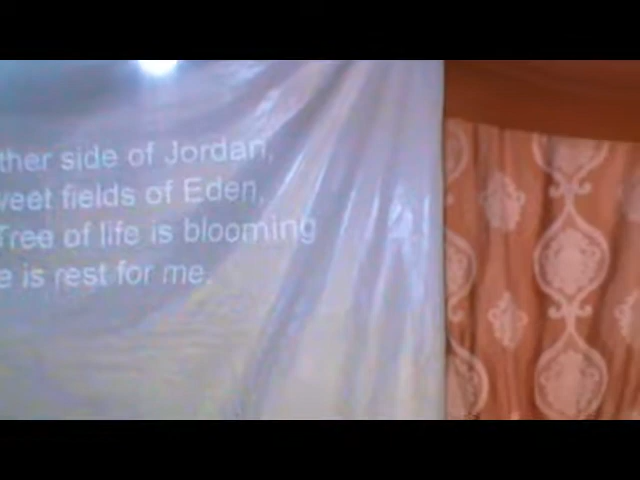 ther side of Jordan,
veet fields of Eden,
Tree of life is blooming
e is rest for me.